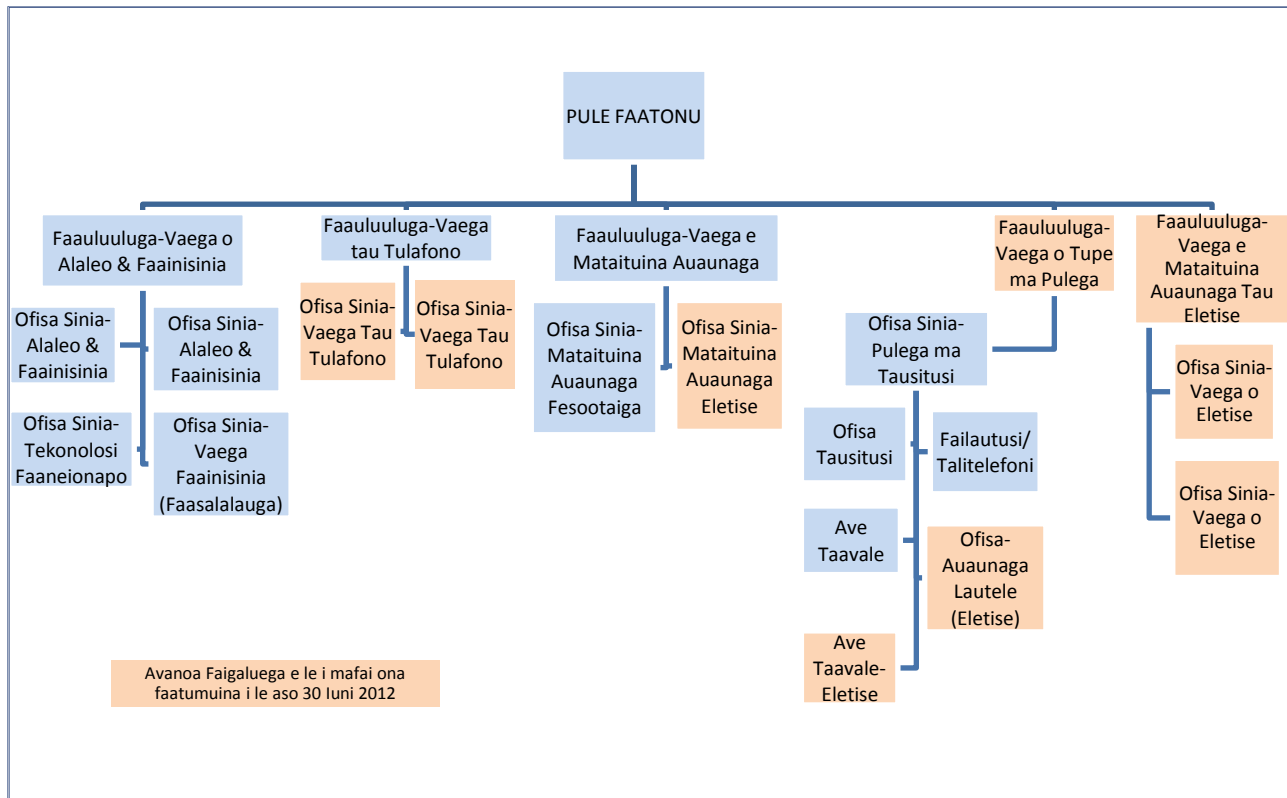 PULE FAATONU
Faauluuluga-Vaega o
Alaleo & Faainisinia
Faauluuluga-Vaega
tau Tulafono
Faauluuluga-Vaega e
Mataituina Auaunaga
Faauluuluga-
Vaega o Tupe
ma Pulega
Faauluuluga-
Vaega e
Mataituina
Auaunaga Tau
Eletise
Ofisa Sinia-
Alaleo &
Faainisinia
Ofisa Sinia-
Alaleo &
Faainisinia
Ofisa Sinia-
Tekonolosi
Faaneionapo
Ofisa Sinia-
Vaega
Faainisinia
(Faasalalauga)
Ofisa Sinia-
Vaega Tau
Tulafono
Ofisa Sinia-
Vaega Tau
Tulafono
Ofisa Sinia-
Mataituina
Auaunaga
Fesootaiga
Ofisa Sinia-
Mataituina
Auaunaga
Eletise
Ofisa Sinia-
Pulega ma
Tausitusi
Ofisa
Tausitusi
Failautusi/
Talitelefoni
Ave
Taavale
Ofisa-
Auaunaga
Lautele
(Eletise)
Ave
Taavale-
Eletise
Ofisa Sinia-
Vaega o
Eletise
Ofisa Sinia-
Vaega o
Eletise
Avanoa Faigaluega e le i mafai ona
faatumuina i le aso 30 Iuni 2012